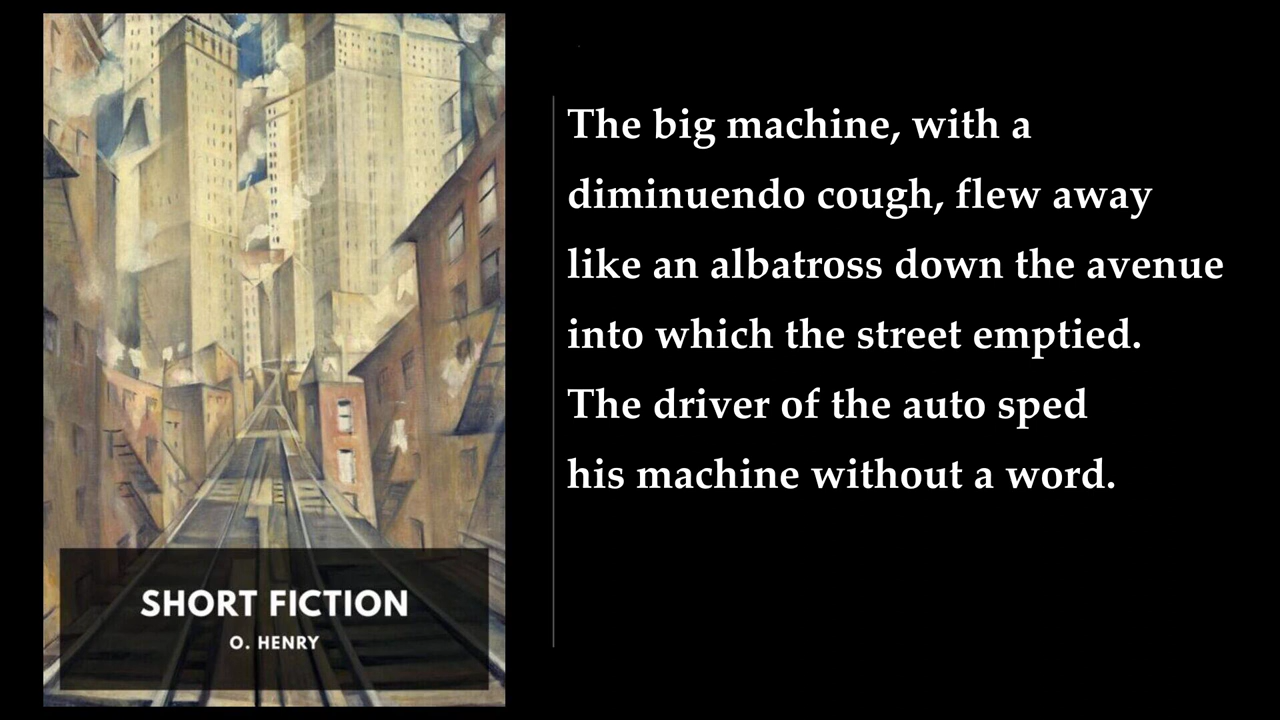 The big machine, with a
diminuendo cough, flew away
like an albatross down the avenue
into which the street emptied.
The driver of the auto sped
his machine without a word.
SHORT FICTION
O. HENRY